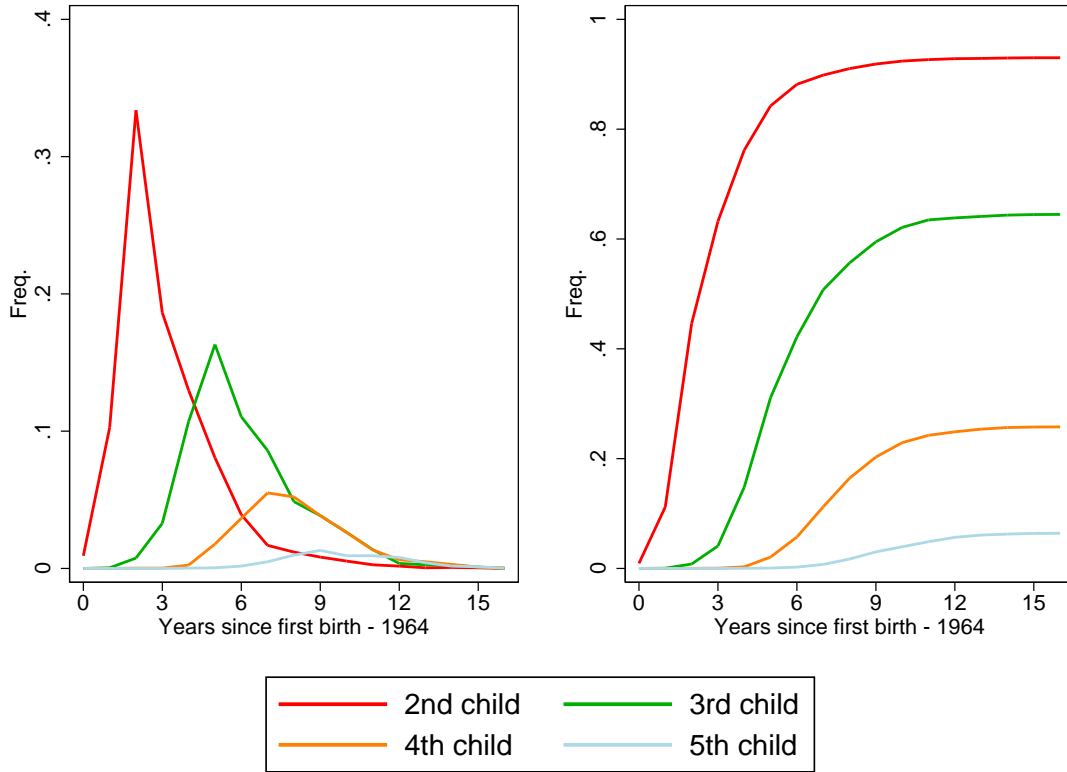 .4
.3
.2
.1
0
Freq.
0 3 6 9 12 15
Years since first birth - 1964
1
.8
.6
.4
.2
0
Freq.
0 3 6 9 12 15
Years since first birth - 1964
2nd child 3rd child
4th child 5th child